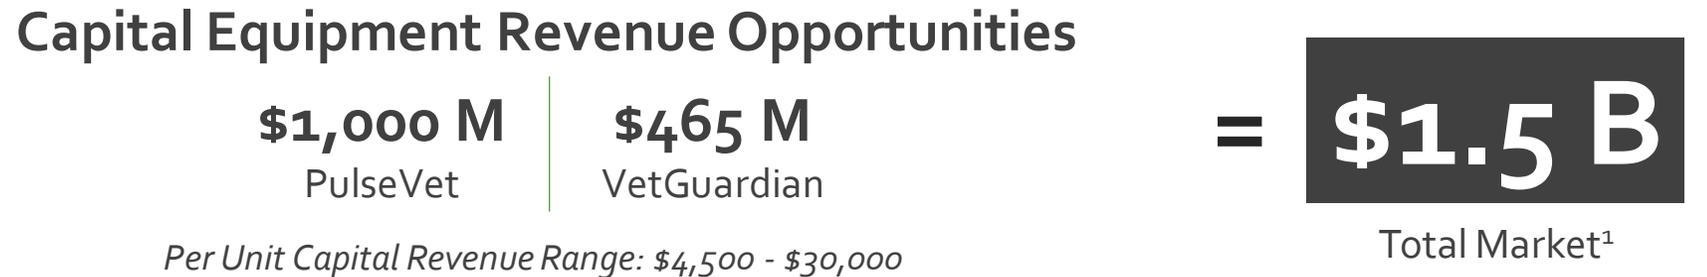 Capital Equipment Revenue Opportunities
$1,000 M $465 M
PulseVet VetGuardian
Per Unit Capital Revenue Range: $4,500 - $30,000
= $1.5 B
Total Market¹